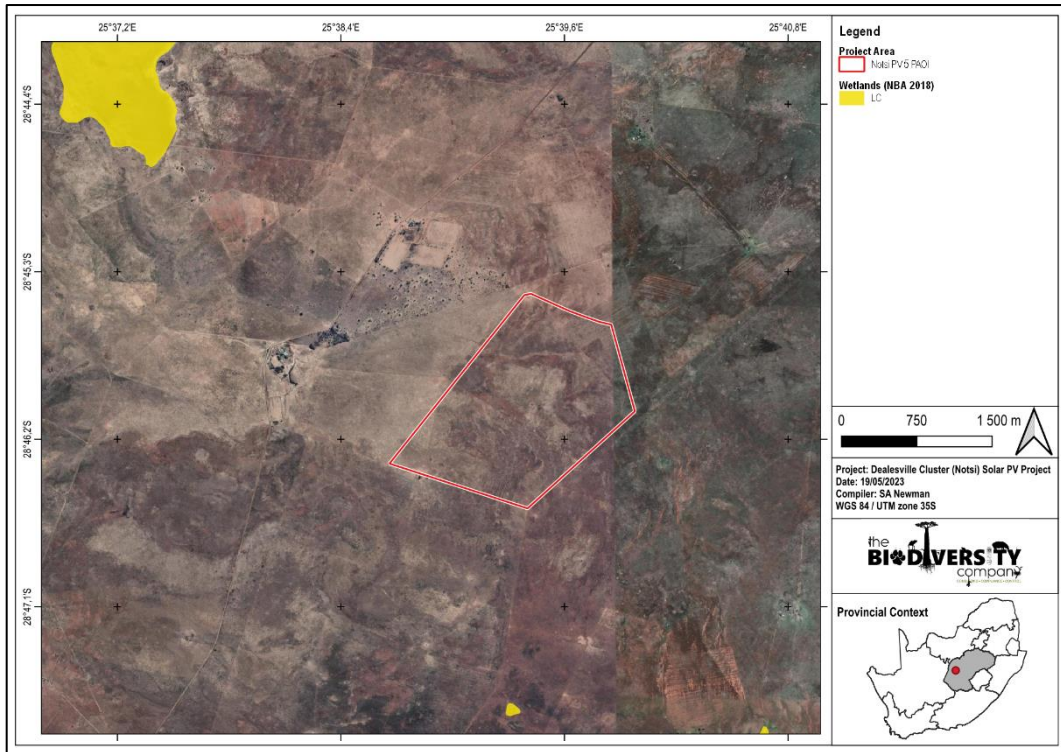 25°37,2'E
25°38,4'E
25°39,6'E
25°40,8'E
28°44,4'S
28°45,3'S
28°46,2'S
28°47,1'S
Legend
Project Area
Notsi PV5 PAOI
Wetlands (NBA 2018)
LC
0 750 1 500 m
Project: Dealesville Cluster (Notsi) Solar PV Project
Date: 19/05/2023
Compiler: SA Newman
WGS 84 / UTM zone 35S
the
BIODIVERSITY
company
Provincial Context